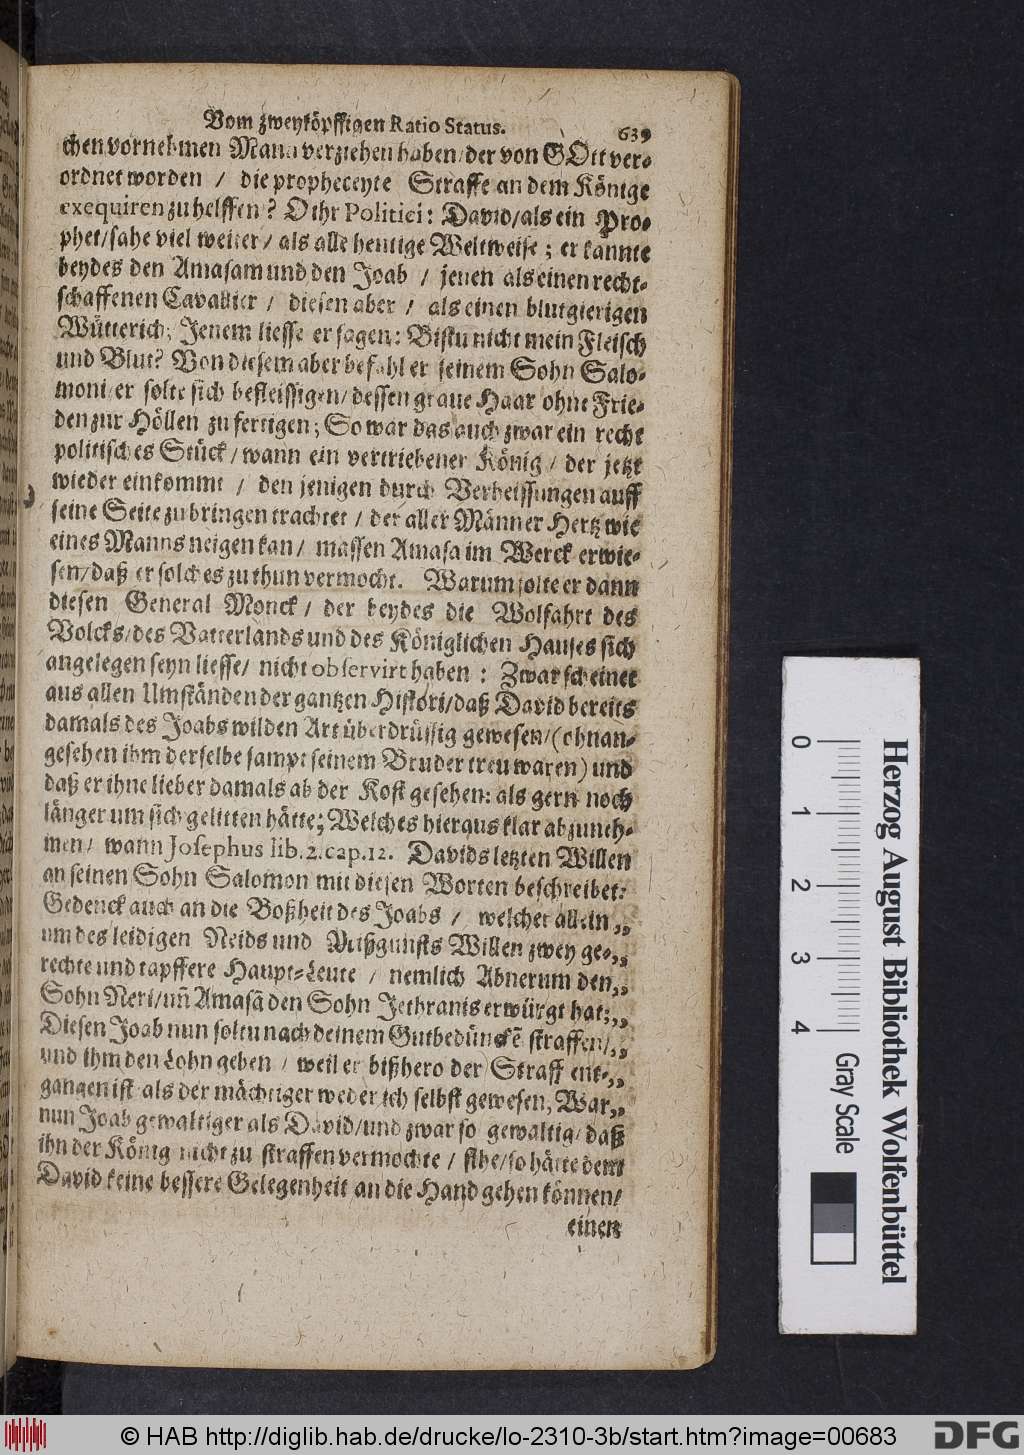 Vom zweyköpffigen Ratio Status. 639
chen vornehmen Mann verziehen haben/der von GOtt ver-
ordnet worden / die propheceyte Straffe an dem Könige
exequiren zu helffen? O ihr Politici: David/als ein Pro-
phet/sahe viel weiter/als alle heutige Weltweise; er kannte
beydes den Amasam und den Joab / jenen als einen recht-
schaffenen Cavallier / diesen aber / als einen blutgierigen
Wütterich; Jenem liesse er sagen: Bistu nicht mein Fleisch
und Blut? Von diesem aber befahl er seinem Sohn Salo-
moni/er solte sich befleissigen/dessen graue Haar ohne Frie-
den zur Höllen zu fertigen; So war das auch zwar ein recht
politisches Stück/wann ein vertriebener König / der jetzt
wieder einkommt / den jenigen durch Verheissungen auff
seine Seite zu bringen trachtet / der aller Männer Hertz wie
eines Manns neigen kan/ massen Amasa im Werck erwie-
sen/daß er solches zu thun vermocht. Warum solte er dann
diesen General Monck / der beydes die Wolfahrt des
Volcks/des Vatterlands und des Königlichen Hauses sich
angelegen seyn liesse/ nicht observirt haben : Zwar scheinet
aus allen Umständen der gantzen Histori/daß David bereits
damals des Joabs wilden Art überdrüssig gewesen/(ohnan-
gesehen ihm derselbe sampt seinem Bruder treu waren) und
daß er ihne lieber damals ab der Kost gesehen: als gern noch
länger um sich gelitten hätte; Welches hieraus klar abzuneh-
men/ wann Josephus lib. 2. cap. 12. Davids letzten Willen
an seinen Sohn Salomon mit diesen Worten beschreibet:
Gedenck auch an die Boßheit des Joabs / welcher allein „
um des leidigen Neids und Mißgunsts Willen zwey ge-„
rechte und tapffere Haupt-Leute / nemlich Abnerum den „
Sohn Neri/uñ Amasā den Sohn Jethranis erwürgt hat; „
Diesen Joab nun soltu nach deinem Gutbedünckē straffen/ „
und ihm den Lohn geben / weil er bißhero der Straff ent-„
gangen ist als der mächtiger weder ich selbst gewesen, War „
nun Joab gewaltiger als David/und zwar so gewaltig/daß
ihn der König nicht zu straffen vermochte / sihe/so hätte dem
David keine bessere Gelegenheit an die Hand gehen können/
einen
0 1 2 3 4
Gray Scale
Herzog August Bibliothek Wolfenbüttel
© HAB http://diglib.hab.de/drucke/lo-2310-3b/start.htm?image=00683
DFG